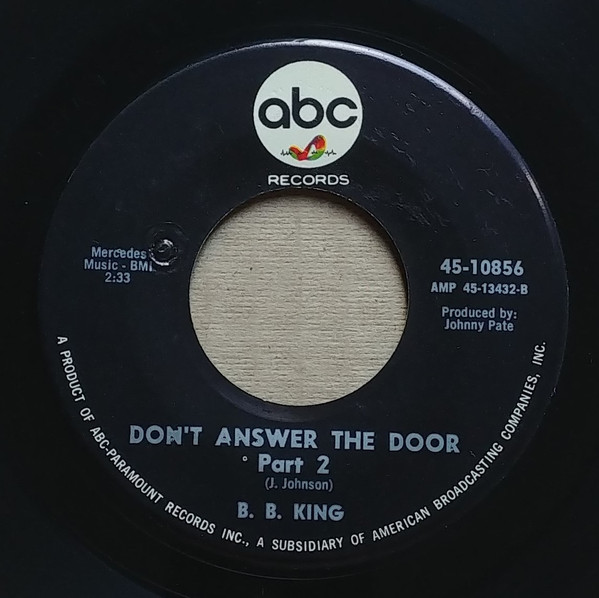 abc
RECORDS
Mercedes
Music - BMI
2:33
45-10856
AMP 45-13432-B
Produced by:
Johnny Pate
DON'T ANSWER THE DOOR
Part 2
(J. Johnson)
B. B. KING
A PRODUCT OF ABC-PARAMOUNT RECORDS INC., A SUBSIDIARY OF AMERICAN BROADCASTING COMPANIES, INC.